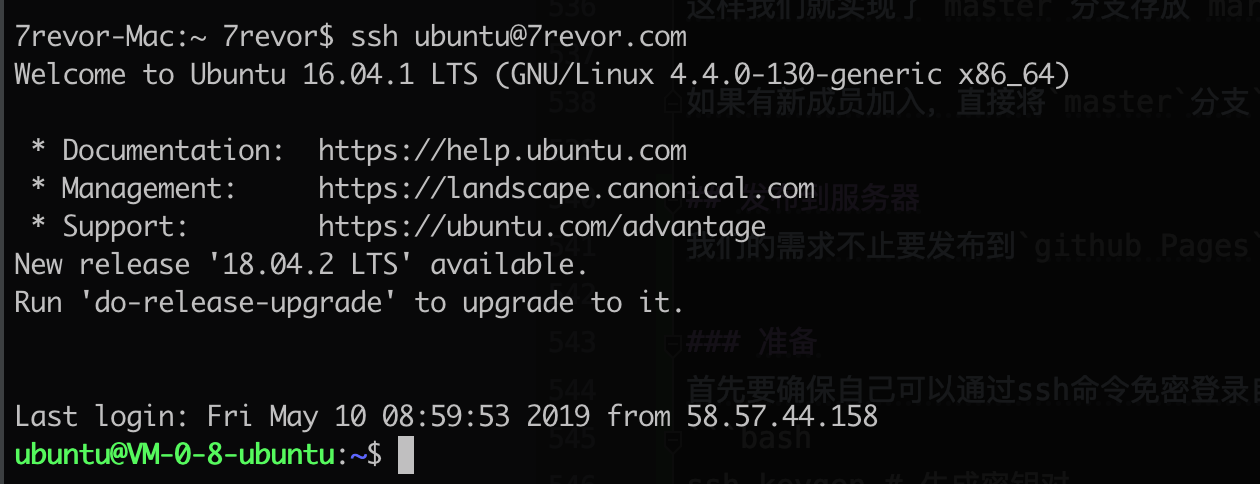 7revor-Mac:~ 7revor$ ssh ubuntu@7revor.com
Welcome to Ubuntu 16.04.1 LTS (GNU/Linux 4.4.0-130-generic x86_64)
* Documentation: https://help.ubuntu.com
* Management: https://landscape.canonical.com
* Support: https://ubuntu.com/advantage
New release '18.04.2 LTS' available.
Run 'do-release-upgrade' to upgrade to it.
Last login: Fri May 10 08:59:53 2019 from 58.57.44.158
ubuntu@VM-0-8-ubuntu:~$
536
这样我们就实现了`master`分支存放`mar
538
如果有新成员加入，直接将`master`分支
## 发布到服务器
541
我们的需求不止要发布到`github Pages`
542
543
### 准备
544
首先要确保自己可以通过ssh命令免密登录
545
bash
546
ssh-keygen # 生成密钥对